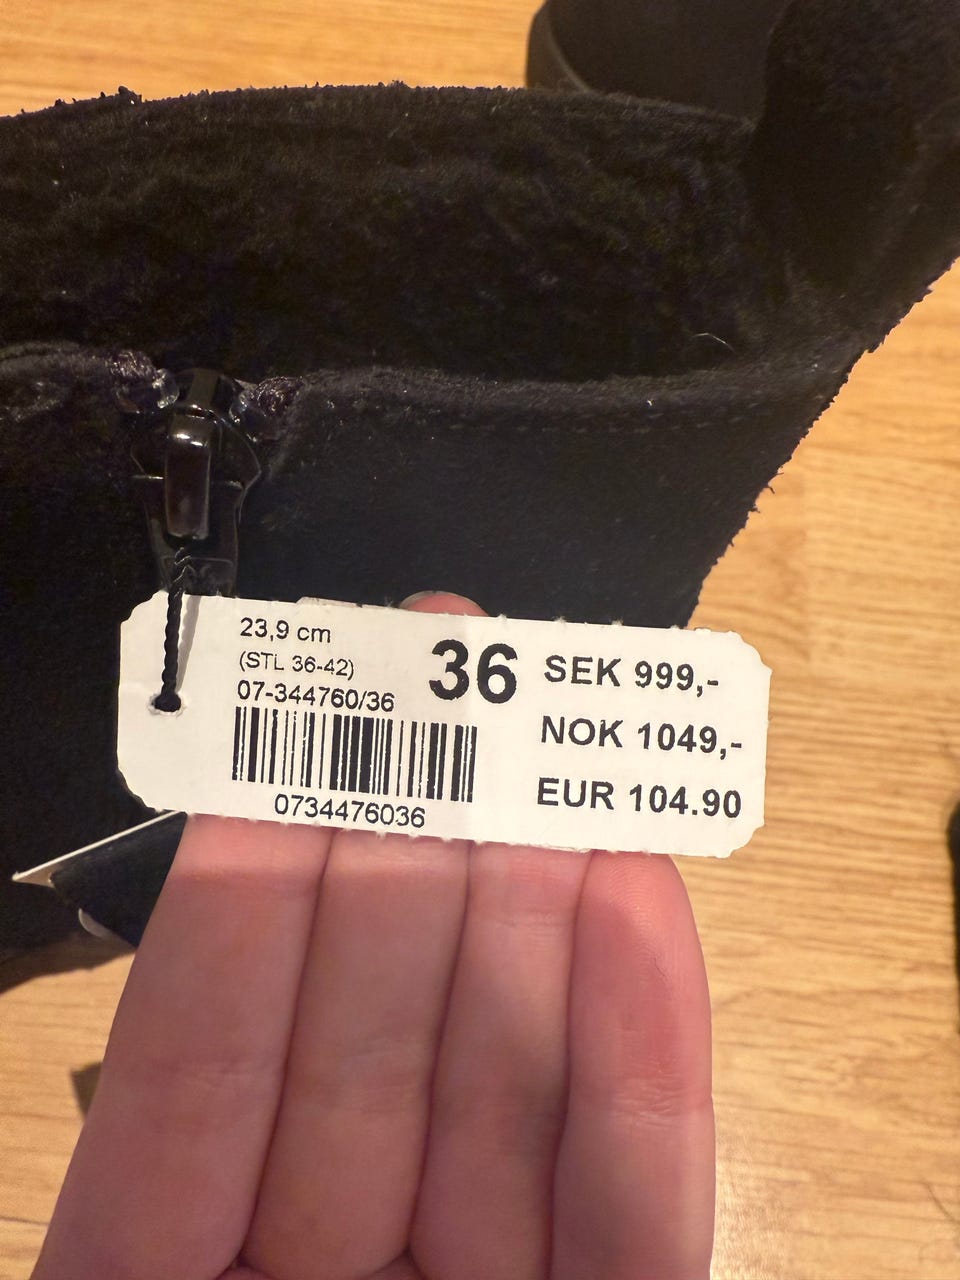 23,9 cm
(STL 36-42)
07-344760/36
0734476036
36
SEK 999,-
NOK 1049,-
EUR 104.90